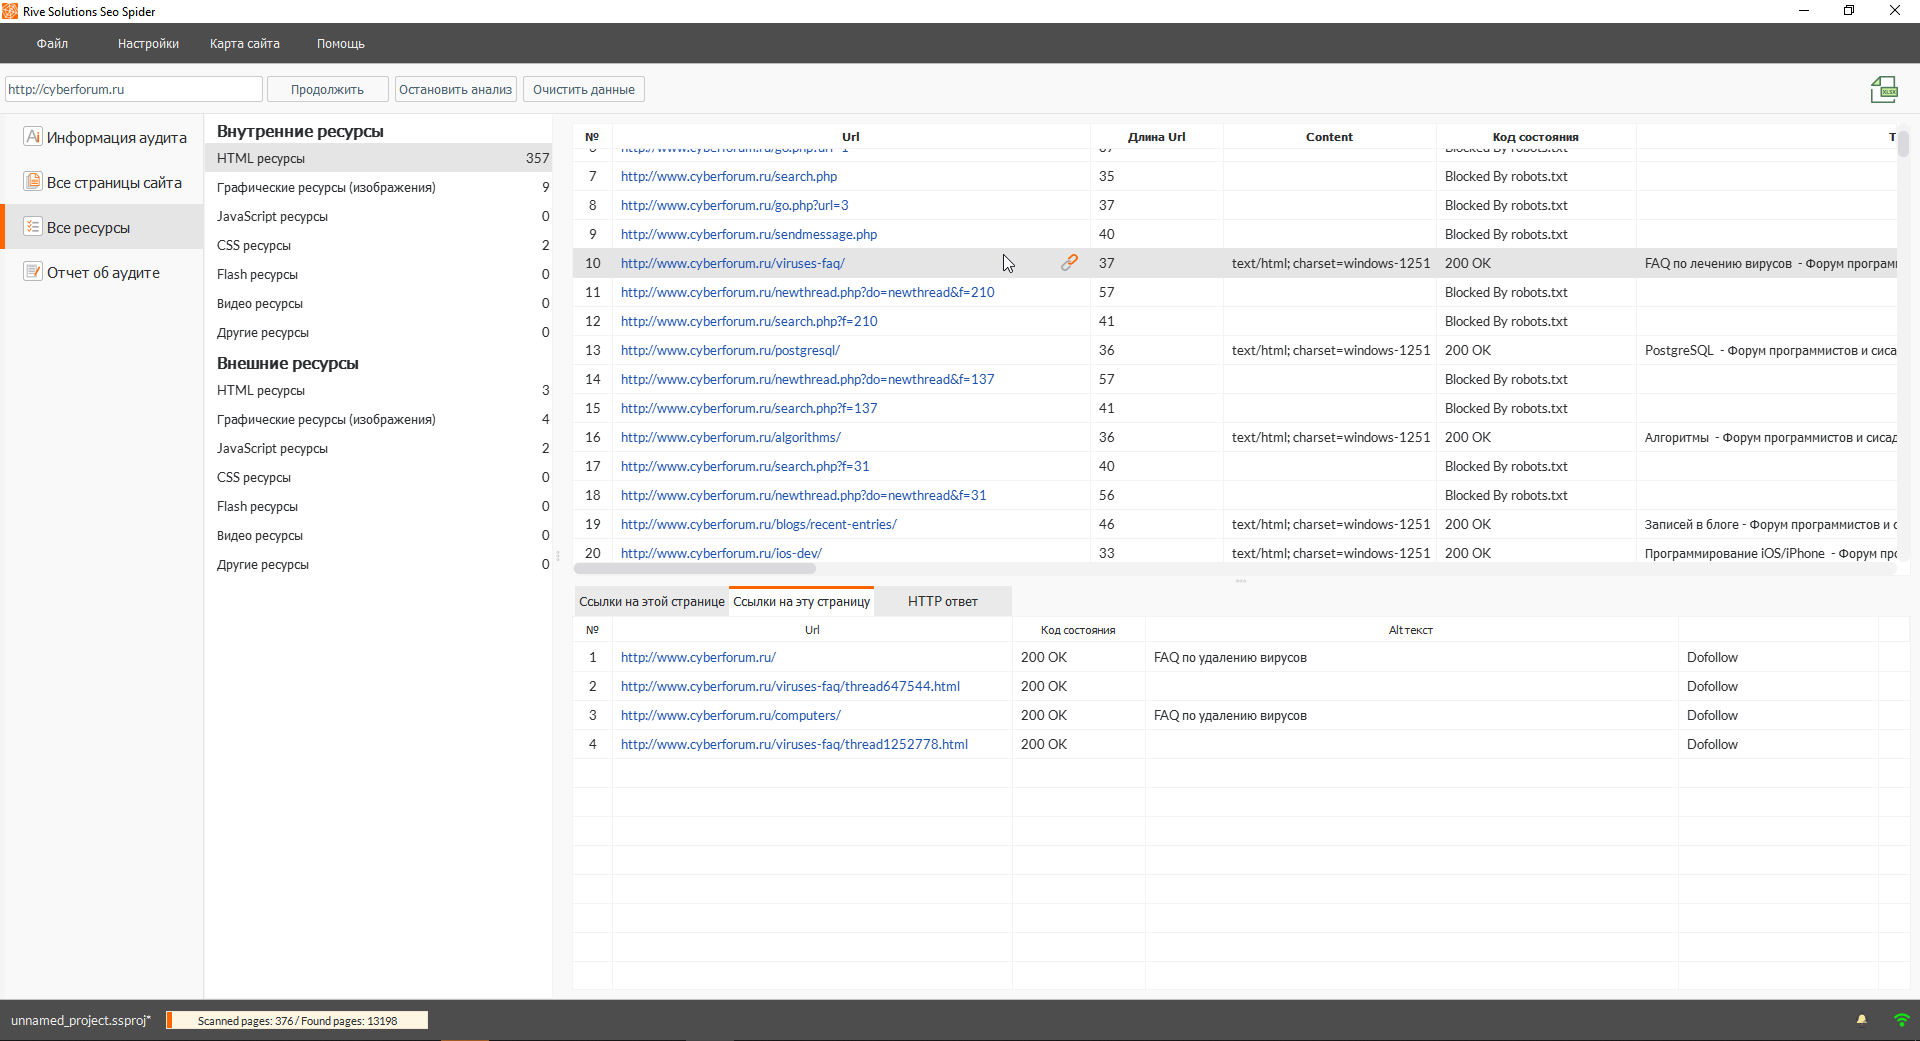 Rive Solutions Seo Spider
Файл Настройки Карта сайта Помощь
http://cyberforum.ru Продолжить Остановить анализ Очистить данные XLSX
Информация аудита
Все страницы сайта
Все ресурсы
Отчет об аудите
Внутренние ресурсы
HTML ресурсы 357
Графические ресурсы (изображения) 9
JavaScript ресурсы 0
CSS ресурсы 2
Flash ресурсы 0
Видео ресурсы 0
Другие ресурсы 0
Внешние ресурсы
HTML ресурсы 3
Графические ресурсы (изображения) 4
JavaScript ресурсы 2
CSS ресурсы 0
Flash ресурсы 0
Видео ресурсы 0
Другие ресурсы 0
№ Url Длина Url Content Код состояния T
http://www.cyberforum.ru/go.php?url=1 Blocked By robots.txt
7 http://www.cyberforum.ru/search.php 35 Blocked By robots.txt
8 http://www.cyberforum.ru/go.php?url=3 37 Blocked By robots.txt
9 http://www.cyberforum.ru/sendmessage.php 40 Blocked By robots.txt
10 http://www.cyberforum.ru/viruses-faq/ 37 text/html; charset=windows-1251 200 OK FAQ по лечению вирусов - Форум програм
11 http://www.cyberforum.ru/newthread.php?do=newthread&f=210 57 Blocked By robots.txt
12 http://www.cyberforum.ru/search.php?f=210 41 Blocked By robots.txt
13 http://www.cyberforum.ru/postgresql/ 36 text/html; charset=windows-1251 200 OK PostgreSQL - Форум программистов и сиса
14 http://www.cyberforum.ru/newthread.php?do=newthread&f=137 57 Blocked By robots.txt
15 http://www.cyberforum.ru/search.php?f=137 41 Blocked By robots.txt
16 http://www.cyberforum.ru/algorithms/ 36 text/html; charset=windows-1251 200 OK Алгоритмы - Форум программистов и сисад
17 http://www.cyberforum.ru/search.php?f=31 40 Blocked By robots.txt
18 http://www.cyberforum.ru/newthread.php?do=newthread&f=31 56 Blocked By robots.txt
19 http://www.cyberforum.ru/blogs/recent-entries/ 46 text/html; charset=windows-1251 200 OK Записей в блоге - Форум программистов и с
20 http://www.cyberforum.ru/ios-dev/ 33 text/html; charset=windows-1251 200 OK Программирование iOS/iPhone - Форум про
Ссылки на этой странице Ссылки на эту страницу HTTP ответ
№ Url Код состояния Alt текст
1 http://www.cyberforum.ru/ 200 OK FAQ по удалению вирусов Dofollow
2 http://www.cyberforum.ru/viruses-faq/thread647544.html 200 OK Dofollow
3 http://www.cyberforum.ru/computers/ 200 OK FAQ по удалению вирусов Dofollow
4 http://www.cyberforum.ru/viruses-faq/thread1252778.html 200 OK Dofollow
unnamed_project.ssproj* Scanned pages: 376 / Found pages: 13198